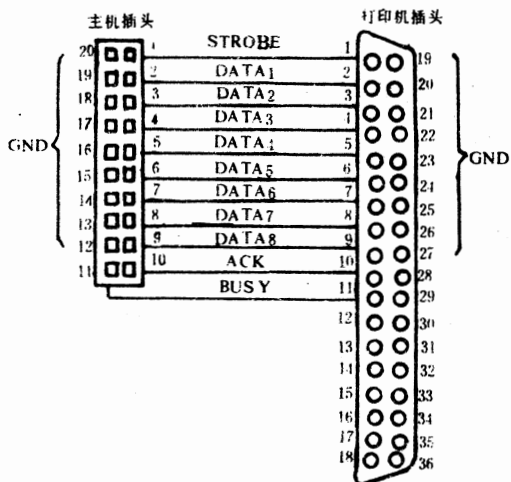 主机插头
打印机插头
20 1 STROBE 1 19
19 2 DATA1 2 20
18 3 DATA2 3 21
17 4 DATA3 4 22
16 5 DATA4 5 23
15 6 DATA5 6 24
14 7 DATA6 7 25
13 8 DATA7 8 26
12 9 DATA8 9 27
11 10 ACK 10 28
BUSY 11 29
GND
GND
12 30
13 31
14 32
15 33
16 34
17 35
18 36